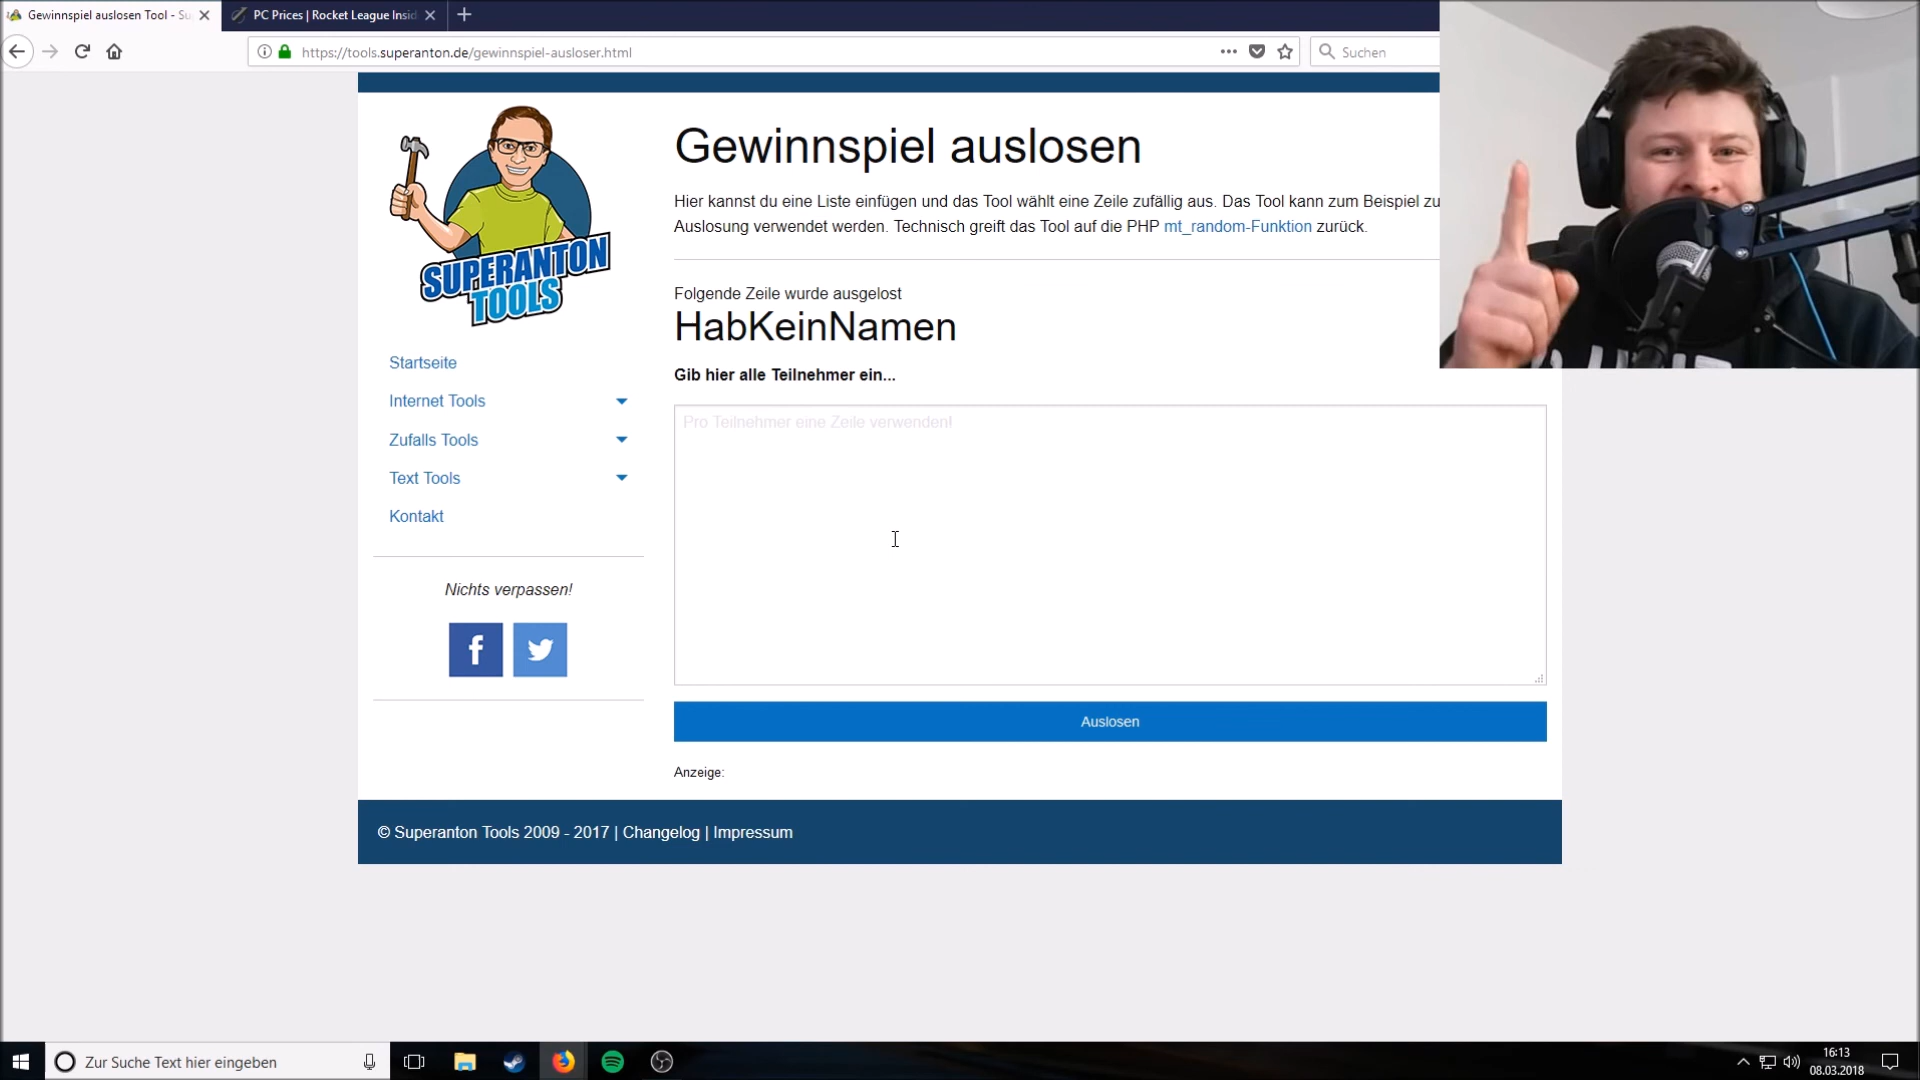 Gewinnspiel auslosen Tool - Su
PC Prices | Rocket League Insid
https://tools.superanton.de/gewinnspiel-ausloser.html
Suchen
SUPERANTON
TOOLS
Startseite
Internet Tools
Zufalls Tools
Text Tools
Kontakt
Nichts verpassen!
Gewinnspiel auslosen
Hier kannst du eine Liste einfügen und das Tool wählt eine Zeile zufällig aus. Das Tool kann zum Beispiel zu
Auslosung verwendet werden. Technisch greift das Tool auf die PHP mt_random-Funktion zurück.
Folgende Zeile wurde ausgelost
HabKeinNamen
Gib hier alle Teilnehmer ein...
Pro Teilnehmer eine Zeile verwenden!
Auslosen
Anzeige:
© Superanton Tools 2009 - 2017 | Changelog | Impressum
Zur Suche Text hier eingeben
16:13
08.03.2018